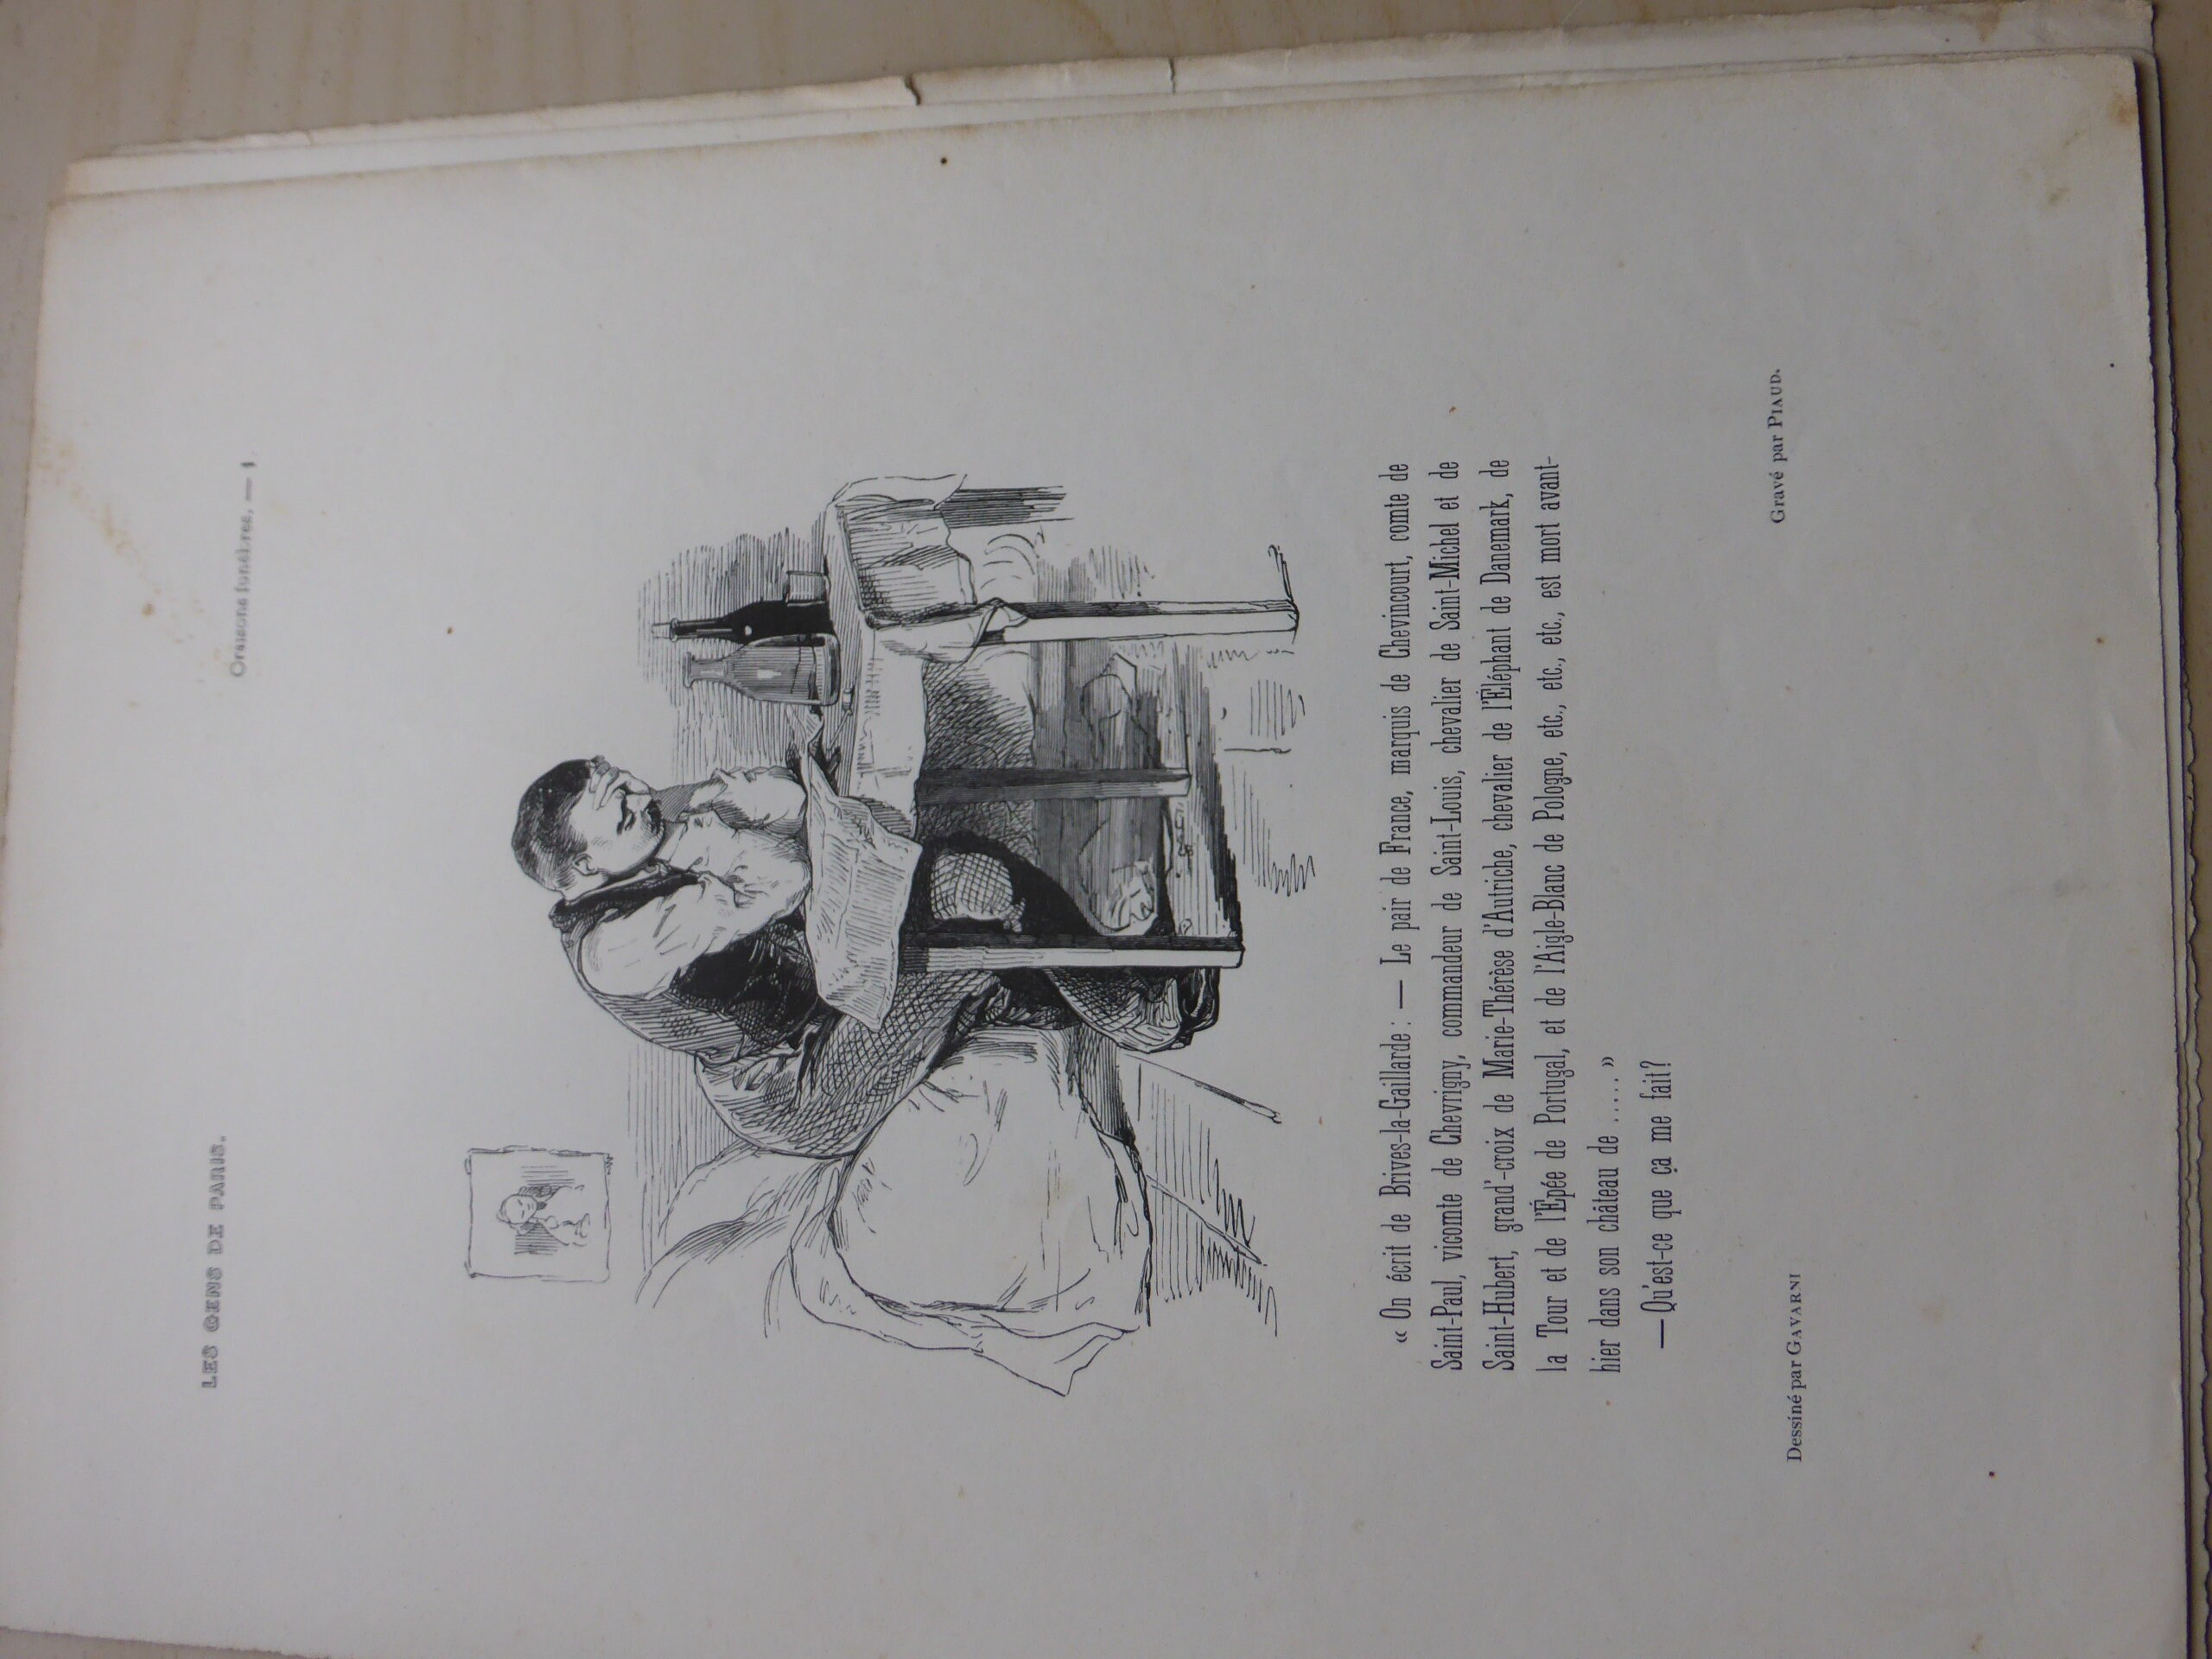 LES GENS DE PARIS.
Oraisons funèbres. — 1.
« On écrit de Brives-la-Gaillarde : — Le pair de France, marquis de Chevincourt, comte de
Saint-Paul, vicomte de Chevrigny, commandeur de Saint-Louis, chevalier de Saint-Michel et de
Saint-Hubert, grand'-croix de Marie-Thérèse d'Autriche, chevalier de l'Éléphant de Danemark, de
la Tour et de l'Épée de Portugal, et de l'Aigle-Blanc de Pologne, etc., etc., etc., est mort avant-
hier dans son château de ..... »
— Qu'est-ce que ça me fait?
Dessiné par GAVARNI
Gravé par PIAUD.